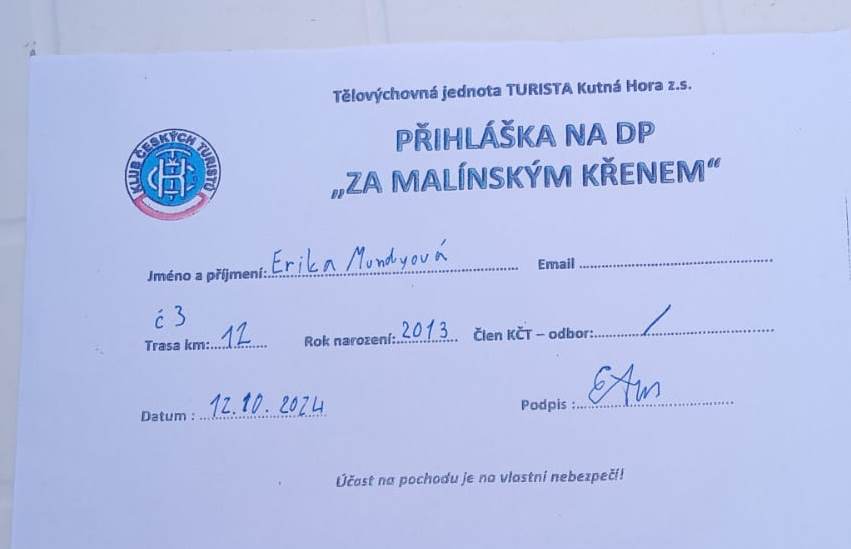 Tělovýchovná jednota TURISTA Kutná Hora z.s.
KLUB ČESKÝCH TURISTŮ
PŘIHLÁŠKA NA DP
„ZA MALÍNSKÝM KŘENEM“
Jméno a příjmení: Erika Mundyová Email
č 3
Trasa km: 12 Rok narození: 2013 Člen KČT – odbor: /
Datum : 12.10. 2024 Podpis :
Účast na pochodu je na vlastní nebezpečí!